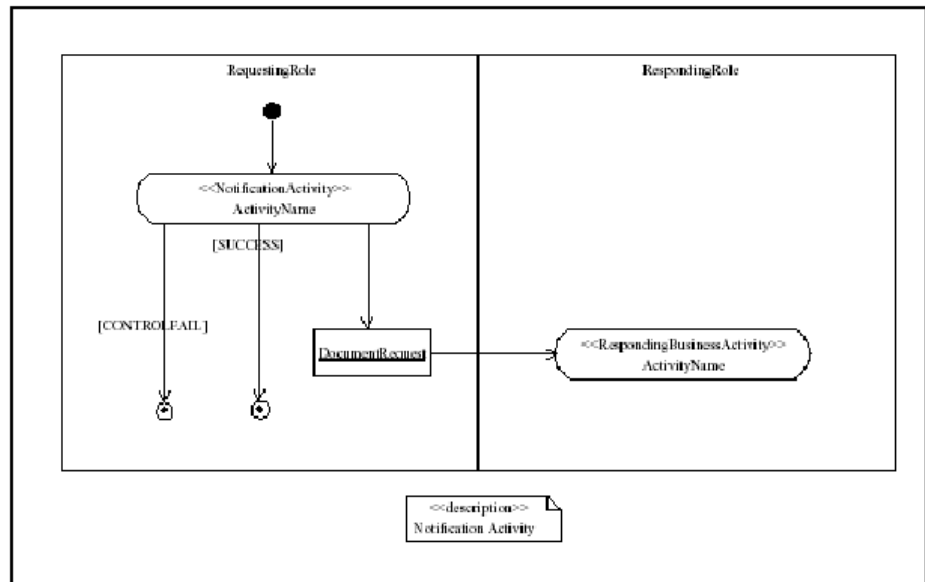 RequestingRole
RespondingRole
<<NotificationActivity>>
ActivityName
[SUCCESS]
[CONTROLFAIL]
DocumentRequest
<<RespondingBusinessActivity>>
ActivityName
<<description>>
Notification Activity